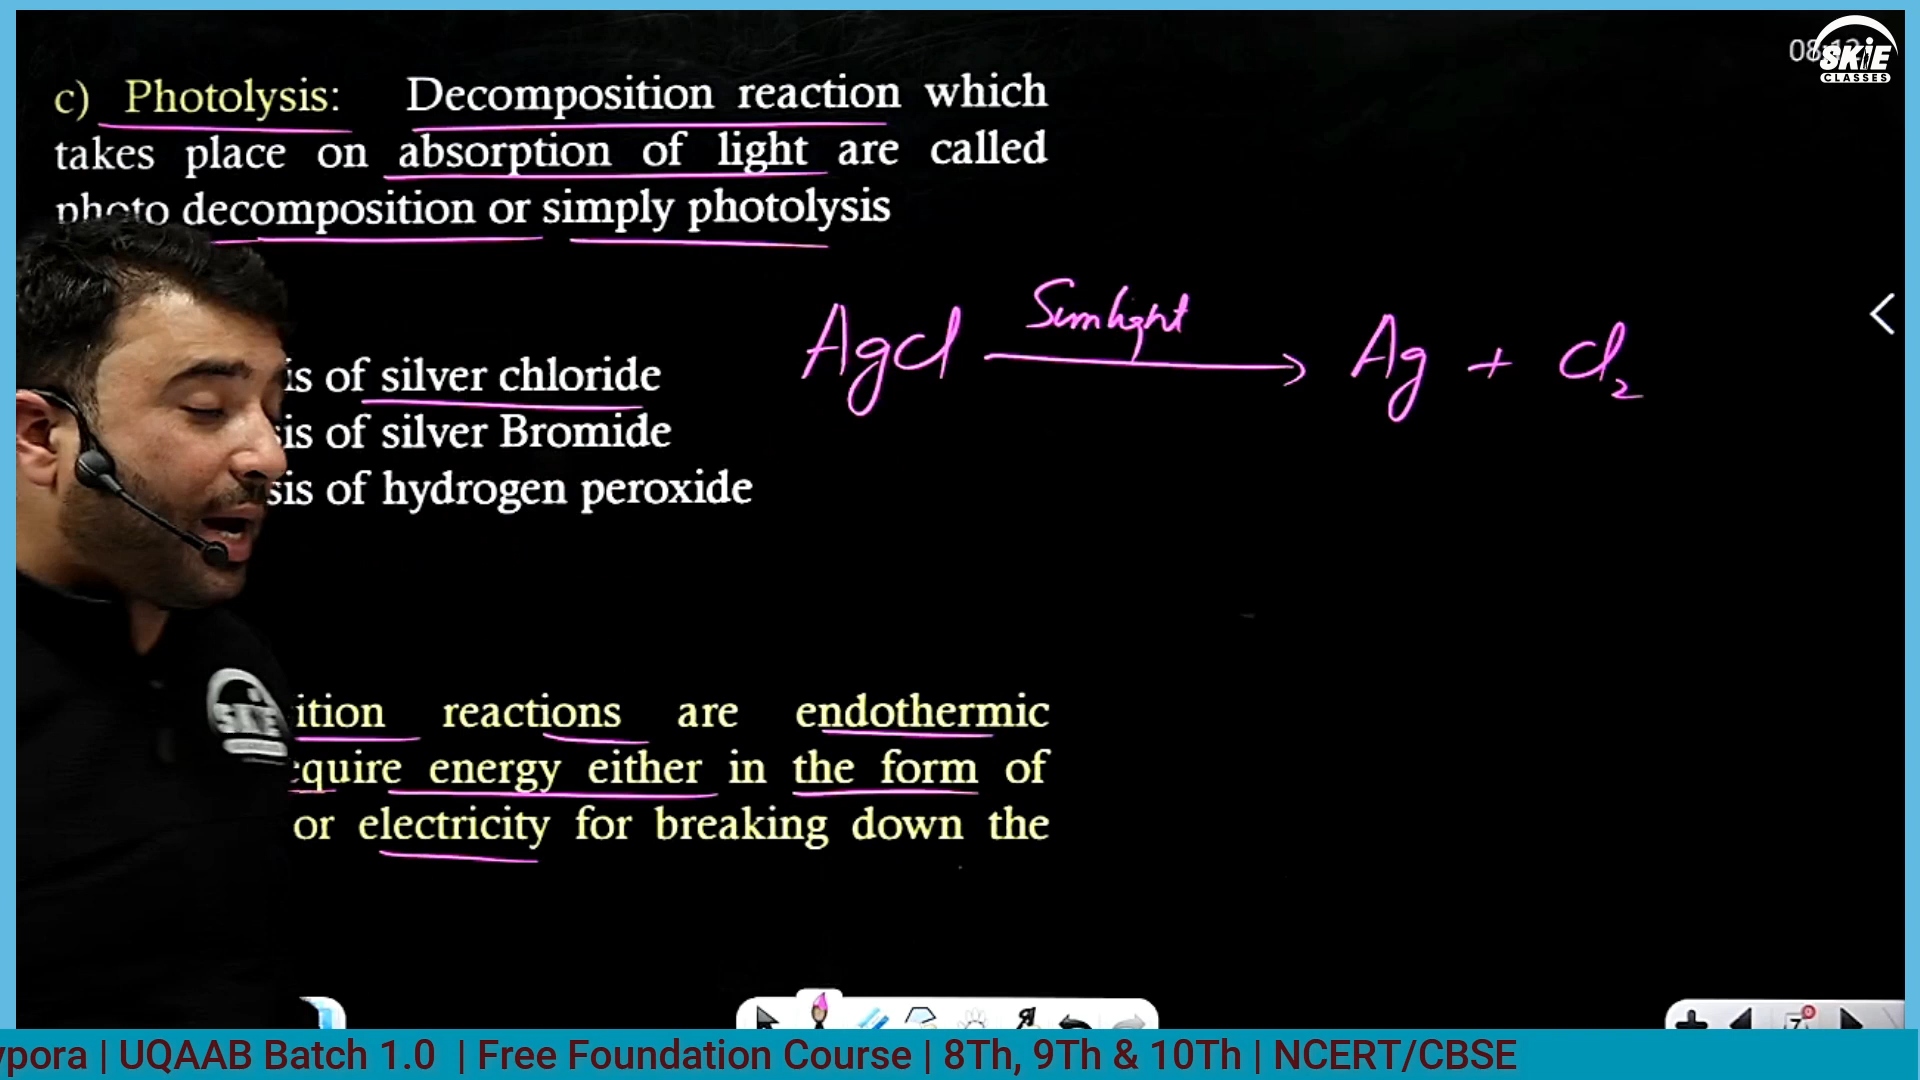 SKiE
CLASSES
c) Photolysis: Decomposition reaction which
takes place on absorption of light are called
photo decomposition or simply photolysis
AgCl Sunlight → Ag + Cl₂
is of silver chloride
sis of silver Bromide
sis of hydrogen peroxide
ition reactions are endothermic
equire energy either in the form of
or electricity for breaking down the
SKiE
ypora | UQAAB Batch 1.0 | Free Foundation Course | 8Th, 9Th & 10Th | NCERT/CBSE